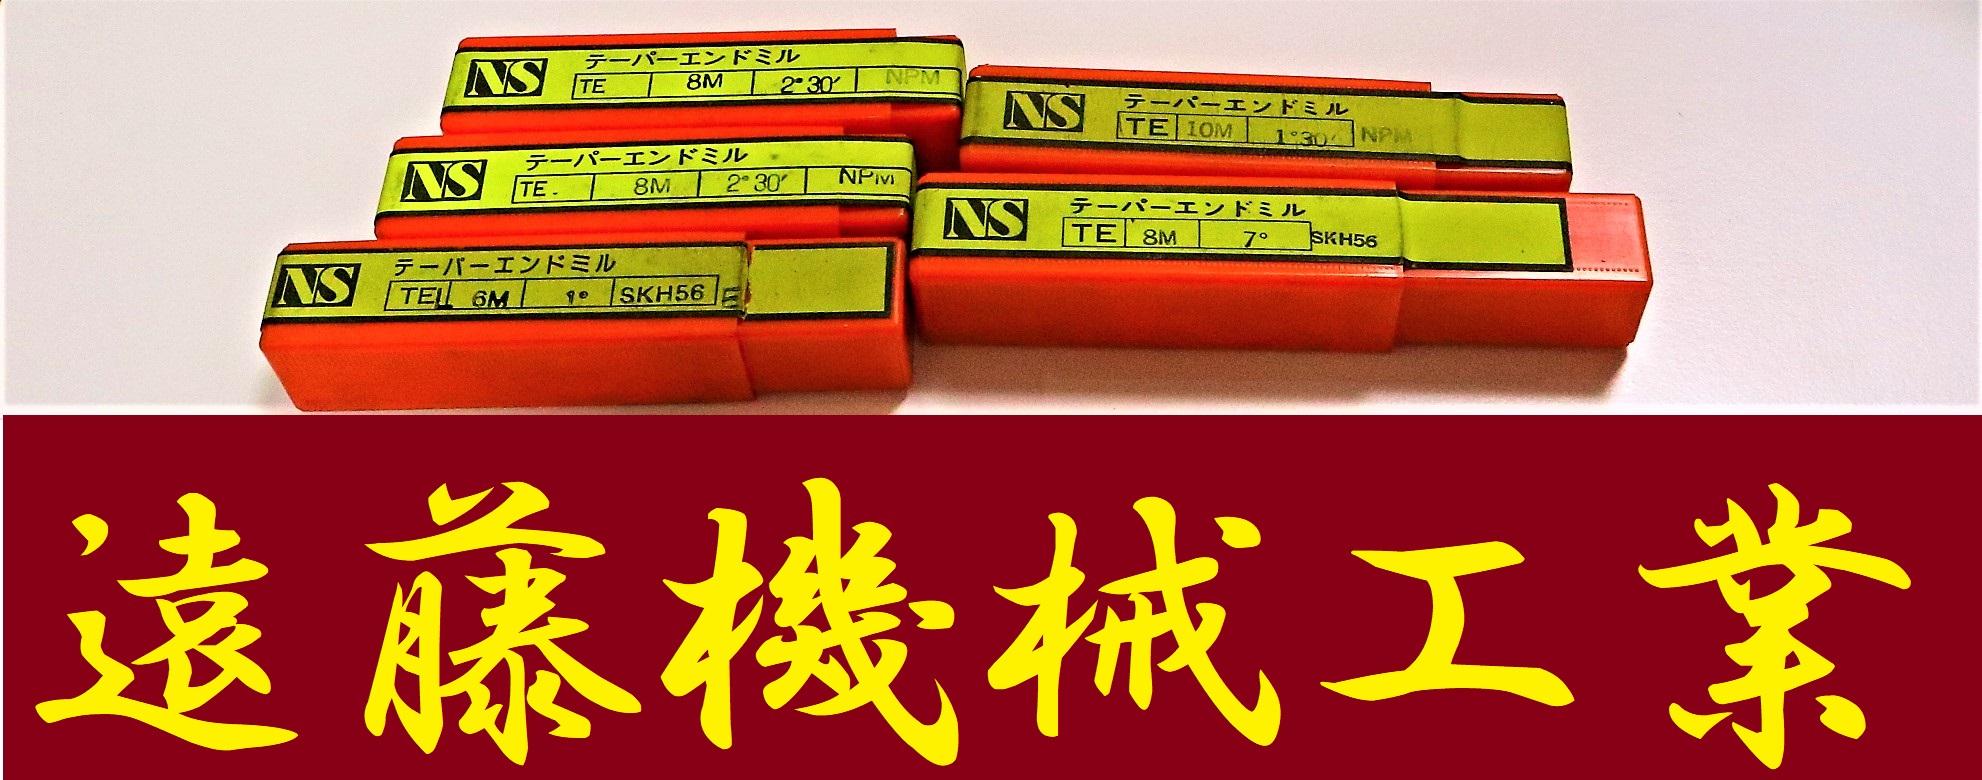 NS
テーパーエンドミル
TE 8M 2°30′ NPM
NS
テーパーエンドミル
TE 10M 1°30′ NPM
NS
テーパーエンドミル
TE. 8M 2°30′ NPM
NS
テーパーエンドミル
TE 8M 7° SKH56
NS
テーパーエンドミル
TEL 6M 1° SKH56
遠藤機械工業